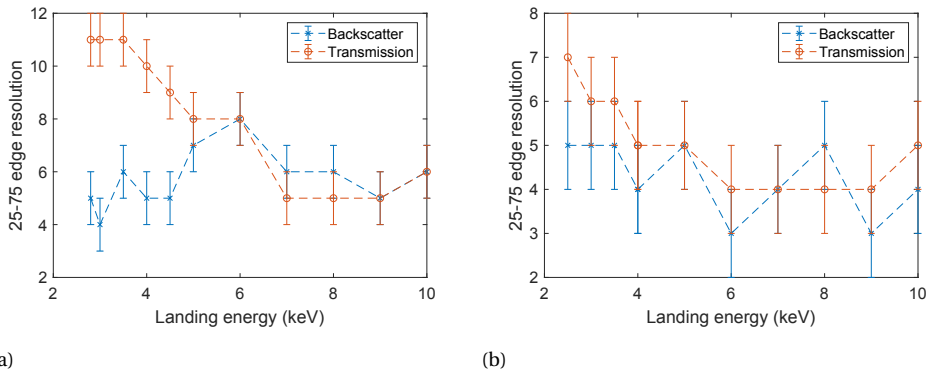 12
10
8
6
4
2
25-75 edge resolution
2
4
6
8
10
Landing energy (keV)
Backscatter
Transmission
a)
8
7
6
5
4
3
2
25-75 edge resolution
2
4
6
8
10
Landing energy (keV)
Backscatter
Transmission
(b)